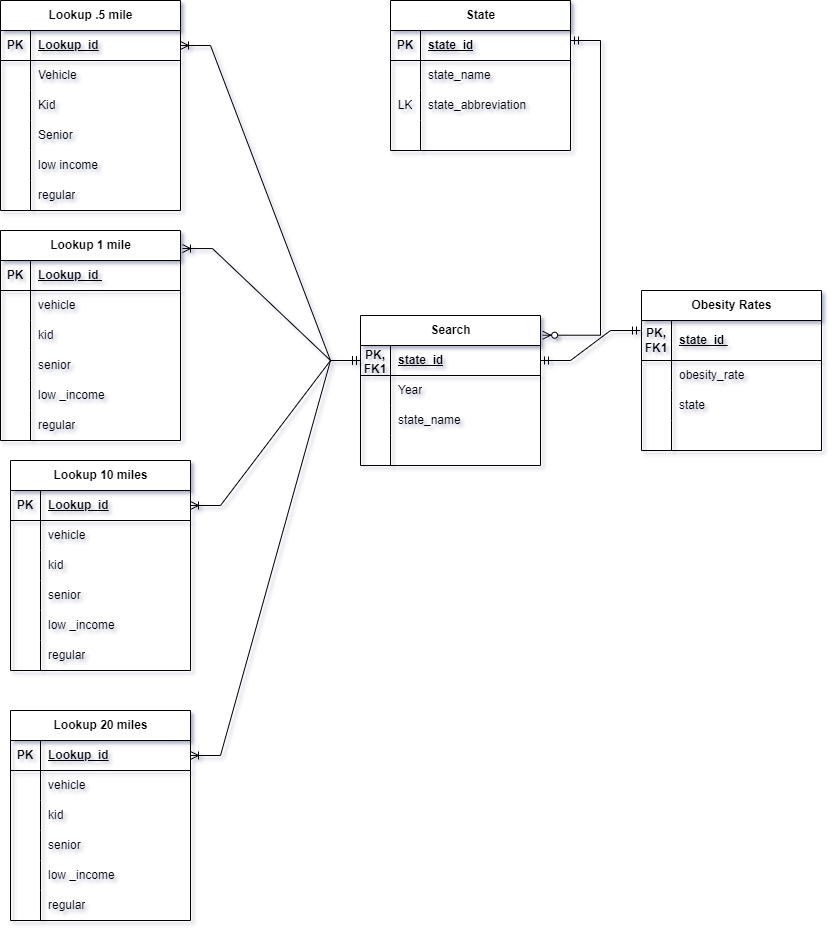 Lookup .5 mile
PK Lookup_id
Vehicle
Kid
Senior
low income
regular
State
PK state_id
state_name
LK state_abbreviation
Lookup 1 mile
PK Lookup_id
vehicle
kid
senior
low _income
regular
Search
PK,
FK1 state_id
Year
state_name
Obesity Rates
PK,
FK1 state_id
obesity_rate
state
Lookup 10 miles
PK Lookup_id
vehicle
kid
senior
low _income
regular
Lookup 20 miles
PK Lookup_id
vehicle
kid
senior
low _income
regular